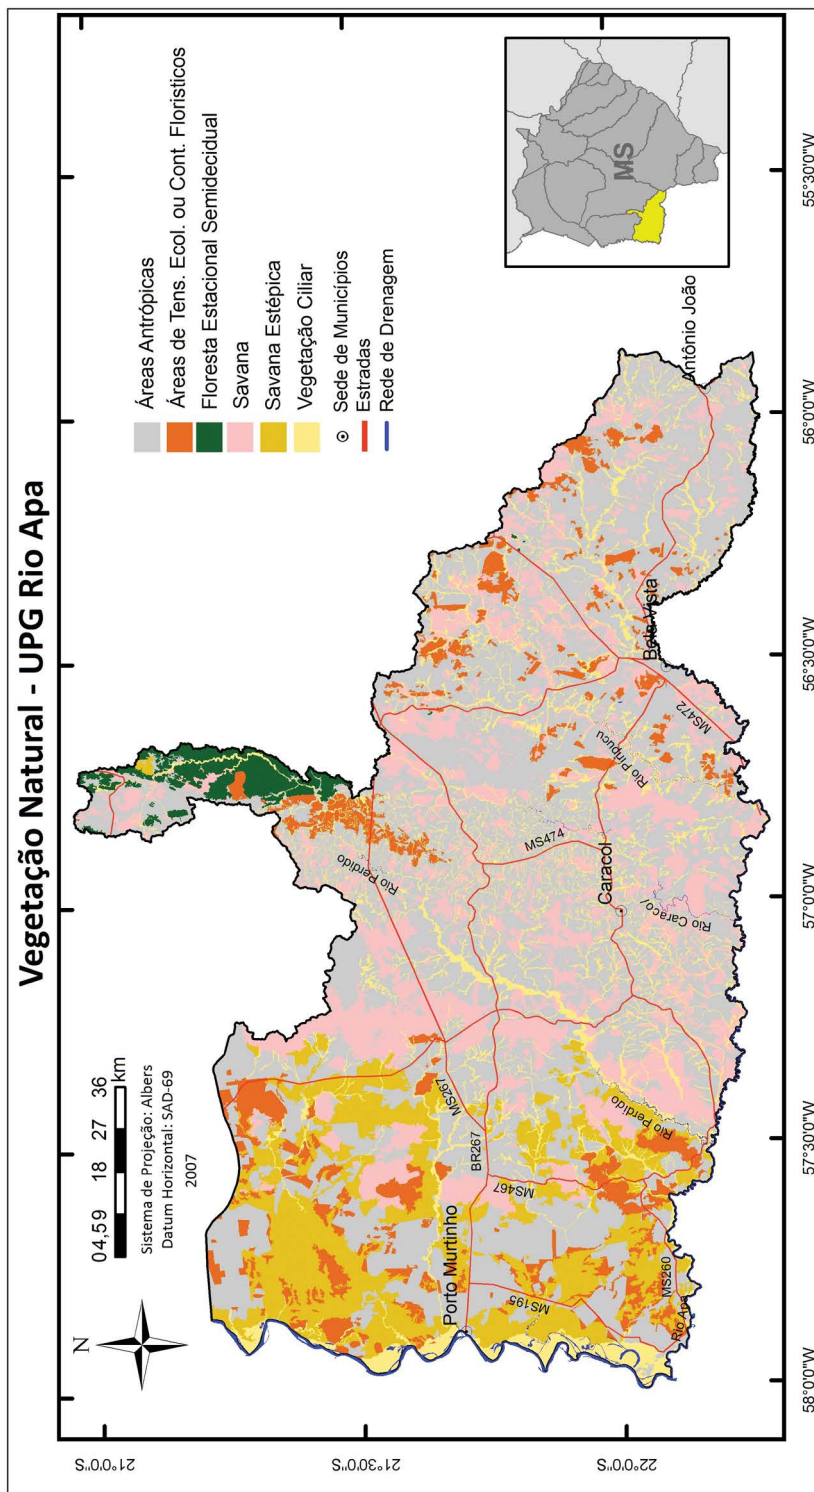 Vegetação Natural - UPG Rio Apa
N
0 4,5 9 18 27 36
km
Sistema de Projeção: Albers
Datum Horizontal: SAD-69
2007
Áreas Antrópicas
Áreas de Tens. Ecol. ou Cont. Floristicos
Floresta Estacional Semidecidual
Savana
Savana Estépica
Vegetação Ciliar
Sede de Municípios
Estradas
Rede de Drenagem
MS
21°0'0"S
21°30'0"S
22°0'0"S
Rio Perdido
MS267
BR267
Porto Murtinho
MS467
MS195
MS260
Rio Apa
Rio Perdido
MS474
Caracol
Rio Caracol
Rio Piripucu
MS472
Bela Vista
Antônio João
58°0'0"W
57°30'0"W
57°0'0"W
56°30'0"W
56°0'0"W
55°30'0"W